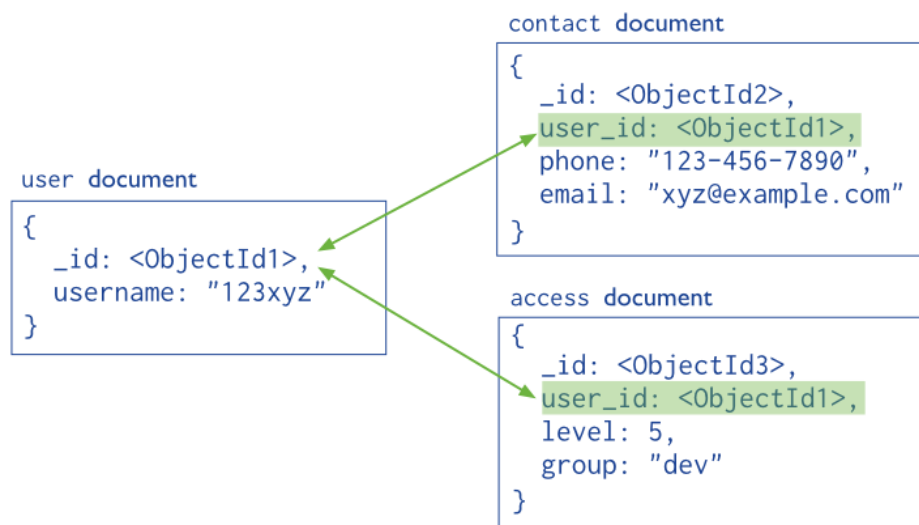 contact document
{
_id: <ObjectId2>,
user_id: <ObjectId1>,
phone: "123-456-7890",
email: "xyz@example.com"
}
user document
{
_id: <ObjectId1>,
username: "123xyz"
}
access document
{
_id: <ObjectId3>,
user_id: <ObjectId1>,
level: 5,
group: "dev"
}